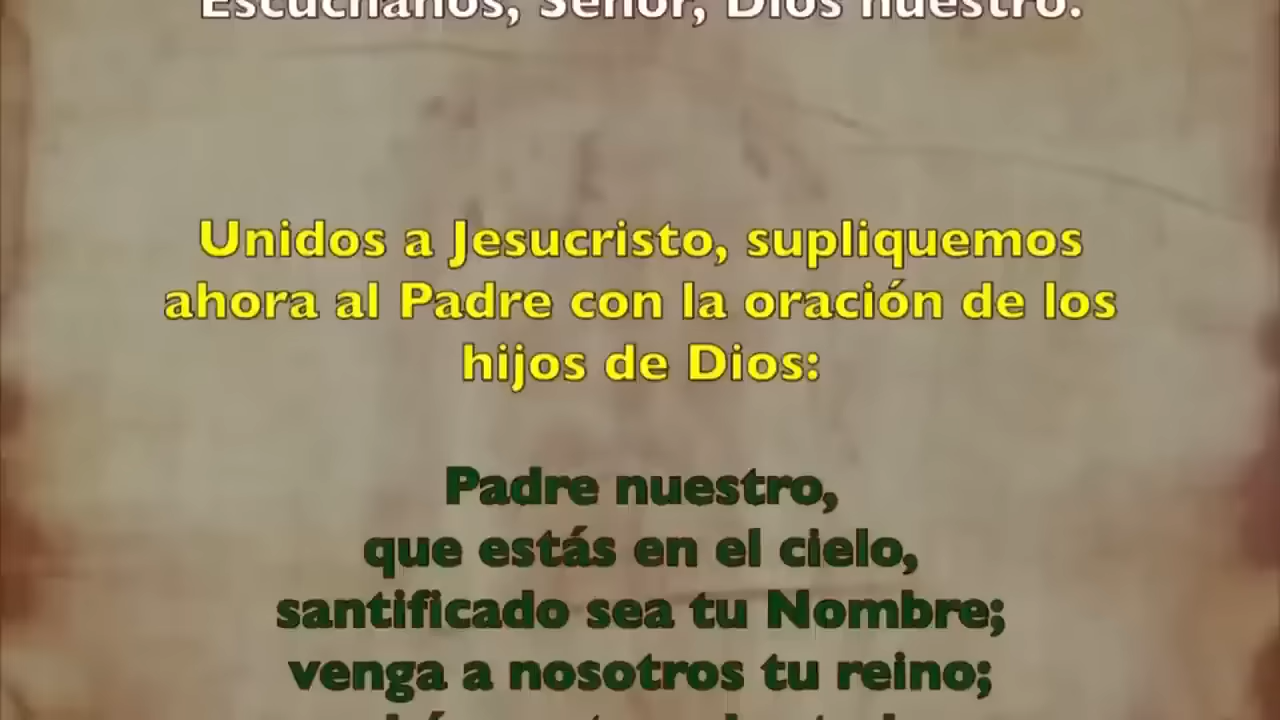 Escúchanos, Señor, Dios nuestro.
Unidos a Jesucristo, supliquemos
ahora al Padre con la oración de los
hijos de Dios:
Padre nuestro,
que estás en el cielo,
santificado sea tu Nombre;
venga a nosotros tu reino;